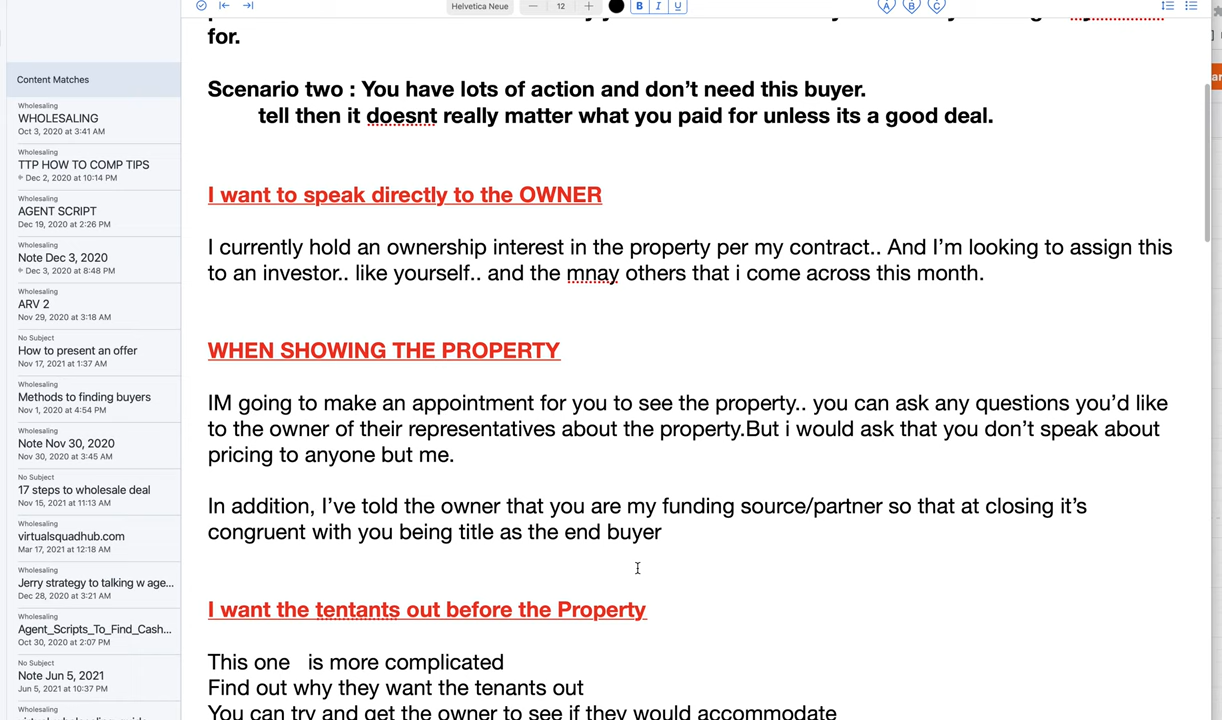 Helvetica Neue
12
B
I
U
A
B
C
for.
Content Matches
Scenario two : You have lots of action and don’t need this buyer.
tell then it doesnt really matter what you paid for unless its a good deal.
Wholesaling
WHOLESALING
Oct 3, 2020 at 3:41 AM
Wholesaling
TTP HOW TO COMP TIPS
Dec 2, 2020 at 10:14 PM
Wholesaling
AGENT SCRIPT
Dec 19, 2020 at 2:26 PM
Wholesaling
Note Dec 3, 2020
Dec 3, 2020 at 8:48 PM
Wholesaling
ARV 2
Nov 29, 2020 at 3:18 AM
No Subject
How to present an offer
Nov 17, 2021 at 1:37 AM
Wholesaling
Methods to finding buyers
Nov 1, 2020 at 4:54 PM
Wholesaling
Note Nov 30, 2020
Nov 30, 2020 at 3:45 AM
No Subject
17 steps to wholesale deal
Nov 15, 2021 at 11:13 AM
Wholesaling
virtualsquadhub.com
Mar 17, 2021 at 12:18 AM
Wholesaling
Jerry strategy to talking w age...
Dec 28, 2020 at 3:21 AM
Wholesaling
Agent_Scripts_To_Find_Cash...
Oct 30, 2020 at 2:07 PM
No Subject
Note Jun 5, 2021
Jun 5, 2021 at 10:37 PM
Wholesaling
I want to speak directly to the OWNER
I currently hold an ownership interest in the property per my contract.. And I’m looking to assign this
to an investor.. like yourself.. and the mnay others that i come across this month.
WHEN SHOWING THE PROPERTY
IM going to make an appointment for you to see the property.. you can ask any questions you’d like
to the owner of their representatives about the property.But i would ask that you don’t speak about
pricing to anyone but me.
In addition, I’ve told the owner that you are my funding source/partner so that at closing it’s
congruent with you being title as the end buyer
I want the tentants out before the Property
This one is more complicated
Find out why they want the tenants out
You can try and get the owner to see if they would accommodate